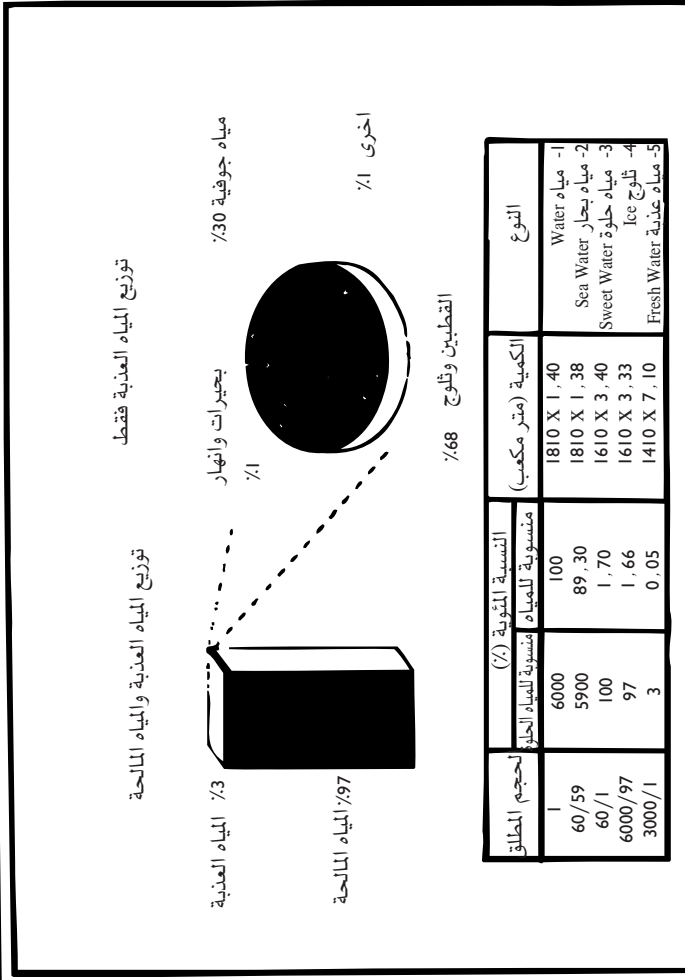 توزيع المياه العذبة والمياه المالحة
توزيع المياه العذبة فقط
3٪ المياه العذبة
97٪ المياه المالحة
بحيرات وانهار
1٪
مياه جوفية 30٪
اخرى 1٪
القطبين وثلوج 68٪
النوع
الكمية (متر مكعب)
النسبة المئوية (٪)
منسوبة للمياه
منسوبة للمياه الحلوة
لحجم المطلق
1- مياه Water 1810 X 1,40 100 6000 1
2- مياه بحار Sea Water 1810 X 1,38 89,30 5900 60/59
3- مياه حلوة Sweet Water 1610 X 3,40 1,70 100 60/1
4- ثلوج Ice 1610 X 3,33 1,66 97 6000/97
5- مياه عذبة Fresh Water 1410 X 7,10 0,05 3 3000/1